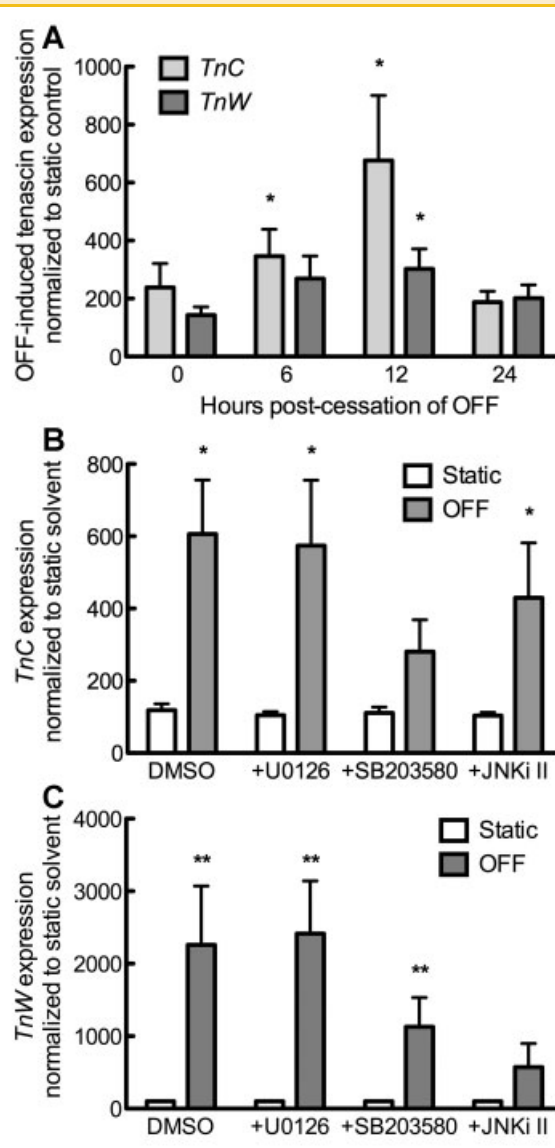 A
OFF-induced tenascin expression
normalized to static control
1000
800
600
400
200
0
TnC
TnW
*
*
*
0 6 12 24
Hours post-cessation of OFF
B
TnC expression
normalized to static solvent
800
600
400
200
0
Static
OFF
* * *
DMSO +U0126 +SB203580 +JNKi II
C
TnW expression
normalized to static solvent
4000
3000
2000
1000
0
Static
OFF
** ** **
DMSO +U0126 +SB203580 +JNKi II